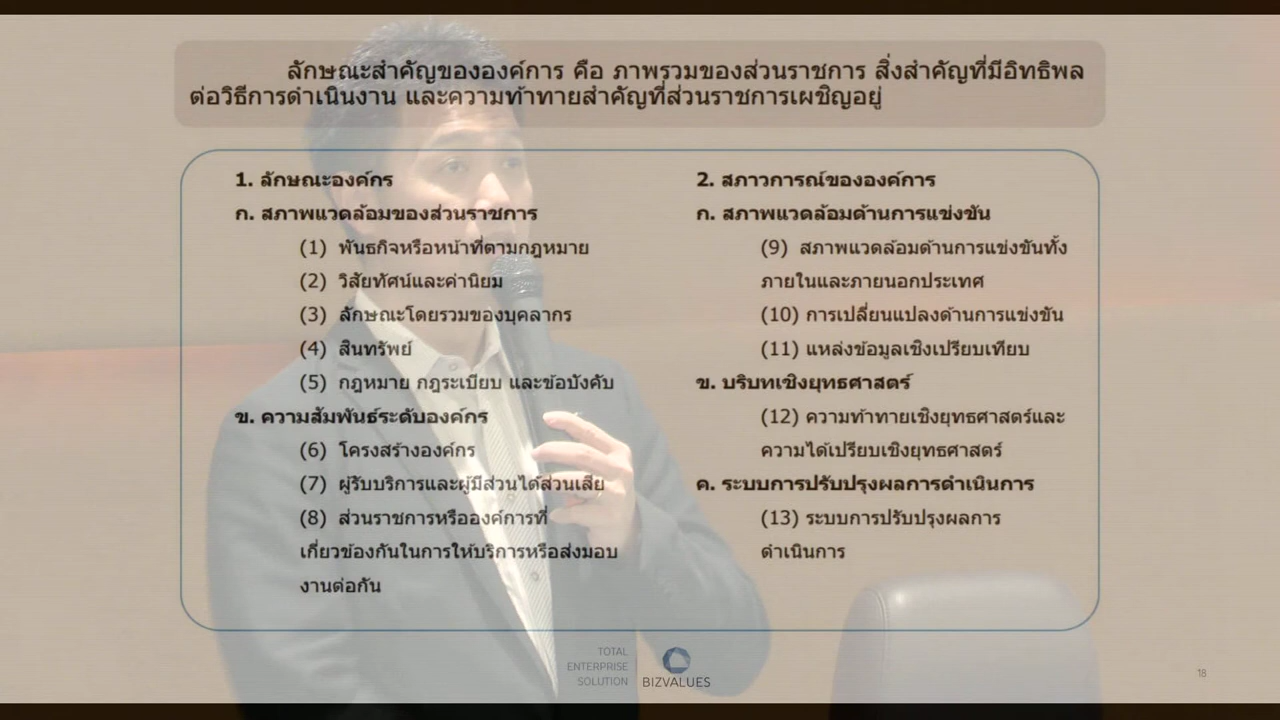 ลักษณะสำคัญขององค์การ คือ ภาพรวมของส่วนราชการ สิ่งสำคัญที่มีอิทธิพล
ต่อวิธีการดำเนินงาน และความท้าทายสำคัญที่ส่วนราชการเผชิญอยู่
1. ลักษณะองค์กร
ก. สภาพแวดล้อมของส่วนราชการ
(1) พันธกิจหรือหน้าที่ตามกฎหมาย
(2) วิสัยทัศน์และค่านิยม
(3) ลักษณะโดยรวมของบุคลากร
(4) สินทรัพย์
(5) กฎหมาย กฎระเบียบ และข้อบังคับ
ข. ความสัมพันธ์ระดับองค์กร
(6) โครงสร้างองค์กร
(7) ผู้รับบริการและผู้มีส่วนได้ส่วนเสีย
(8) ส่วนราชการหรือองค์การที่
เกี่ยวข้องกันในการให้บริการหรือส่งมอบ
งานต่อกัน
2. สภาวการณ์ขององค์การ
ก. สภาพแวดล้อมด้านการแข่งขัน
(9) สภาพแวดล้อมด้านการแข่งขันทั้ง
ภายในและภายนอกประเทศ
(10) การเปลี่ยนแปลงด้านการแข่งขัน
(11) แหล่งข้อมูลเชิงเปรียบเทียบ
ข. บริบทเชิงยุทธศาสตร์
(12) ความท้าทายเชิงยุทธศาสตร์และ
ความได้เปรียบเชิงยุทธศาสตร์
ค. ระบบการปรับปรุงผลการดำเนินการ
(13) ระบบการปรับปรุงผลการ
ดำเนินการ
TOTAL
ENTERPRISE
SOLUTION
BIZVALUES
18